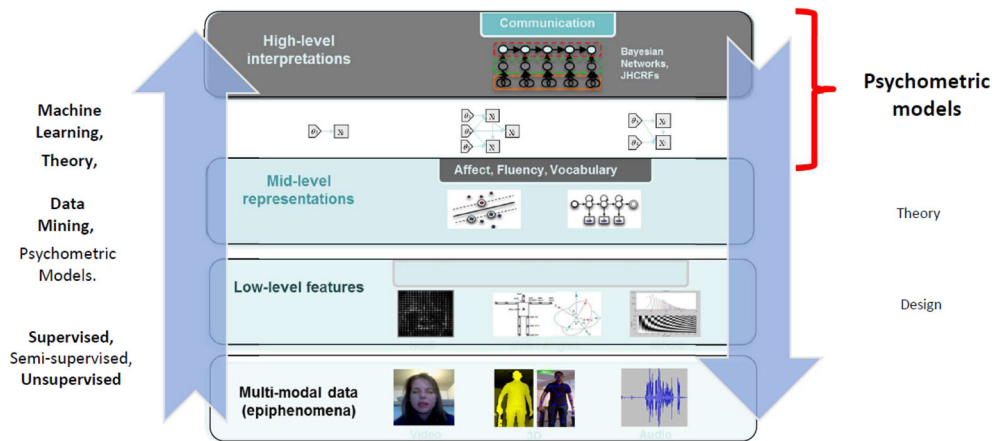 Communication
High-level
interpretations
Bayesian
Networks,
JHCRFs
Psychometric
models
Machine
Learning,
Theory,
Affect, Fluency, Vocabulary
Mid-level
representations
Data
Mining,
Psychometric
Models.
Theory
Low-level features
Design
Supervised,
Semi-supervised,
Unsupervised
Multi-modal data
(epiphenomena)
Video
3D
Audio